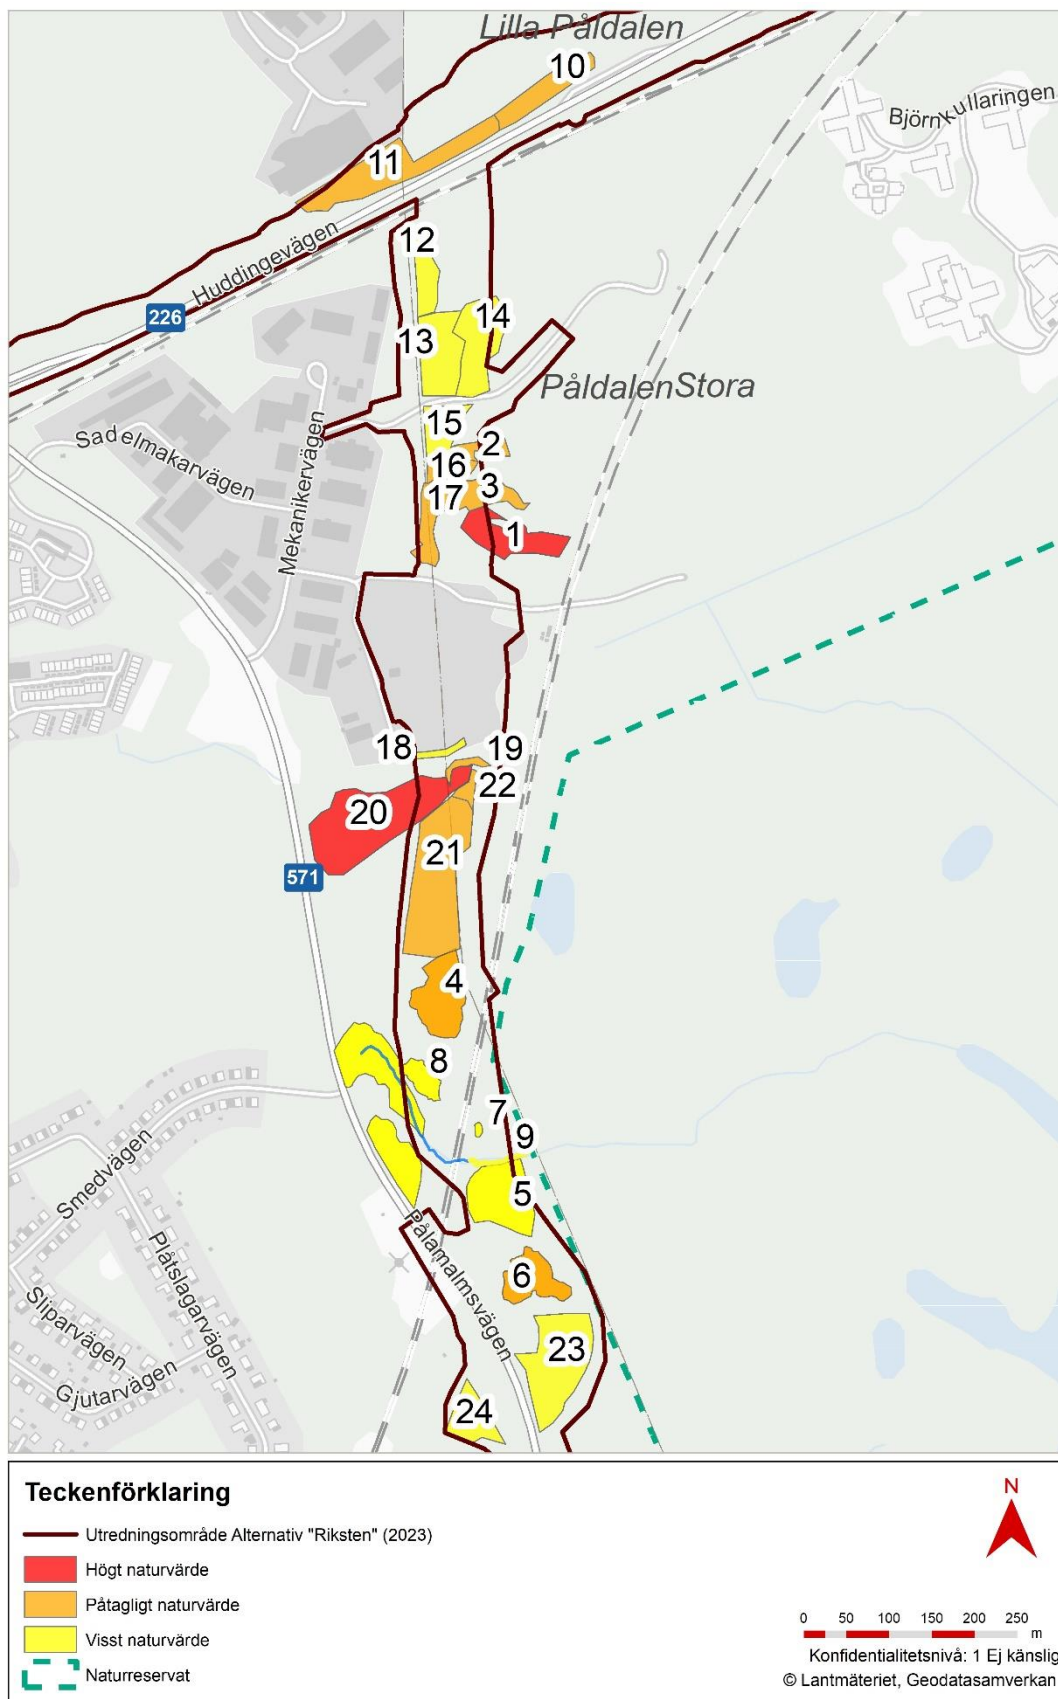 Lilla Påldalen
10
Björnkullaringen
11
12
Huddingevägen
226
14
13
PåldalenStora
15
Sadelmakarvägen
2
16
Mekanikervägen
3
17
1
18
19
22
20
21
571
4
8
7
9
Smedvägen
5
Pålamalmsvägen
6
Plåtslagarvägen
Sliparvägen
23
Gjutarvägen
24
Teckenförklaring
Utredningsområde Alternativ "Riksten" (2023)
Högt naturvärde
Påtagligt naturvärde
Visst naturvärde
Naturreservat
N
0 50 100 150 200 250
m
Konfidentialitetsnivå: 1 Ej känslig
© Lantmäteriet, Geodatasamverkan